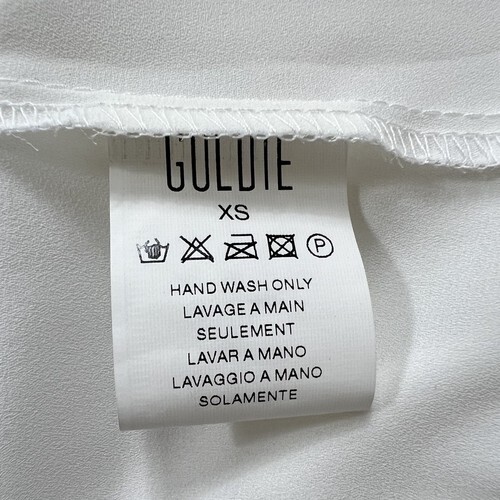 GOLDIE
XS
P
HAND WASH ONLY
LAVAGE A MAIN
SEULEMENT
LAVAR A MANO
LAVAGGIO A MANO
SOLAMENTE